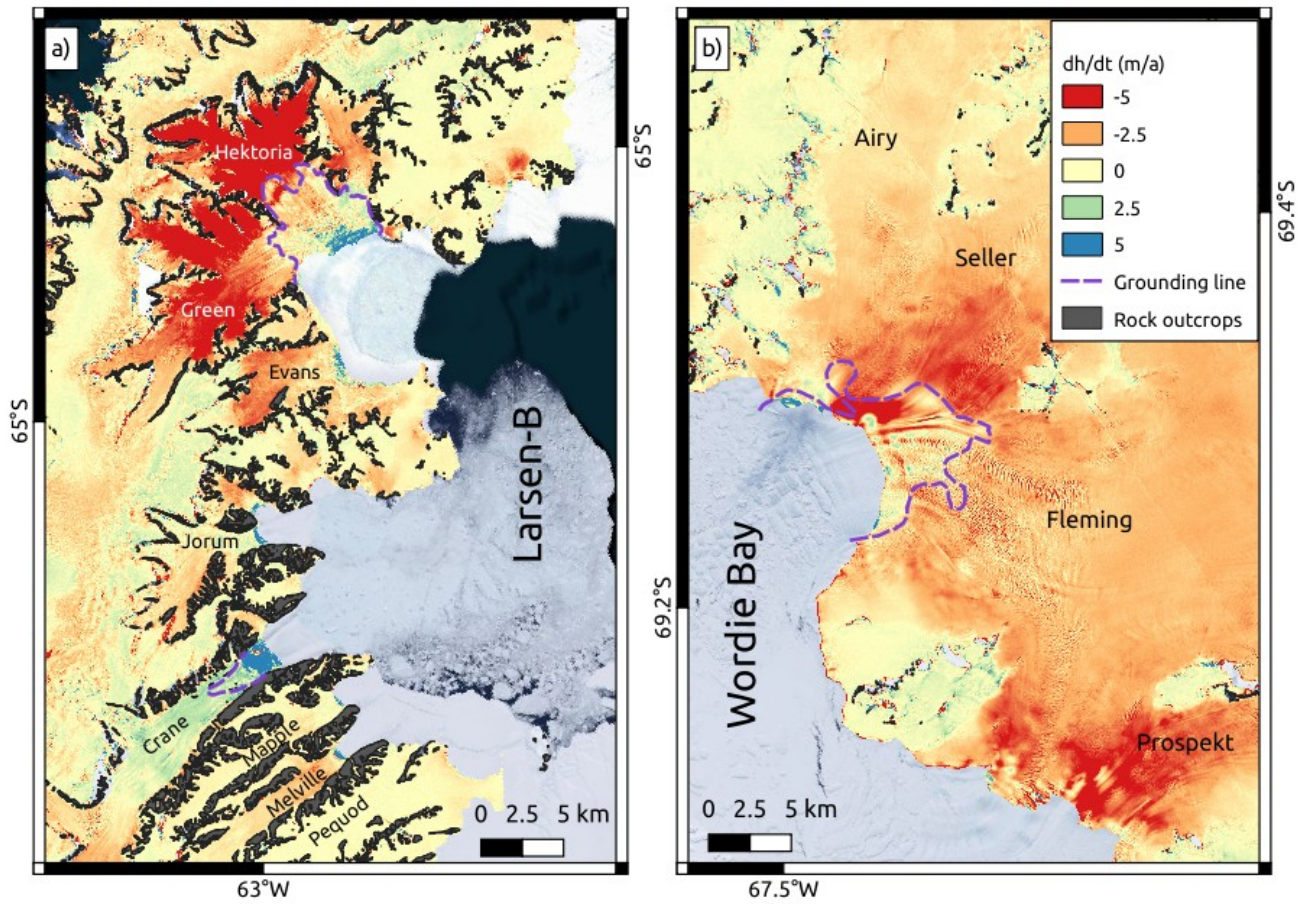 a)
Hektoria
Green
Evans
Jorum
Crane
Mapple
Melville
Pequod
Larsen-B
0 2.5 5 km
65°S
65°S
63°W
b)
Airy
Seller
Fleming
Prospekt
Wordie Bay
0 2.5 5 km
dh/dt (m/a)
-5
-2.5
0
2.5
5
Grounding line
Rock outcrops
69.4°S
69.2°S
67.5°W